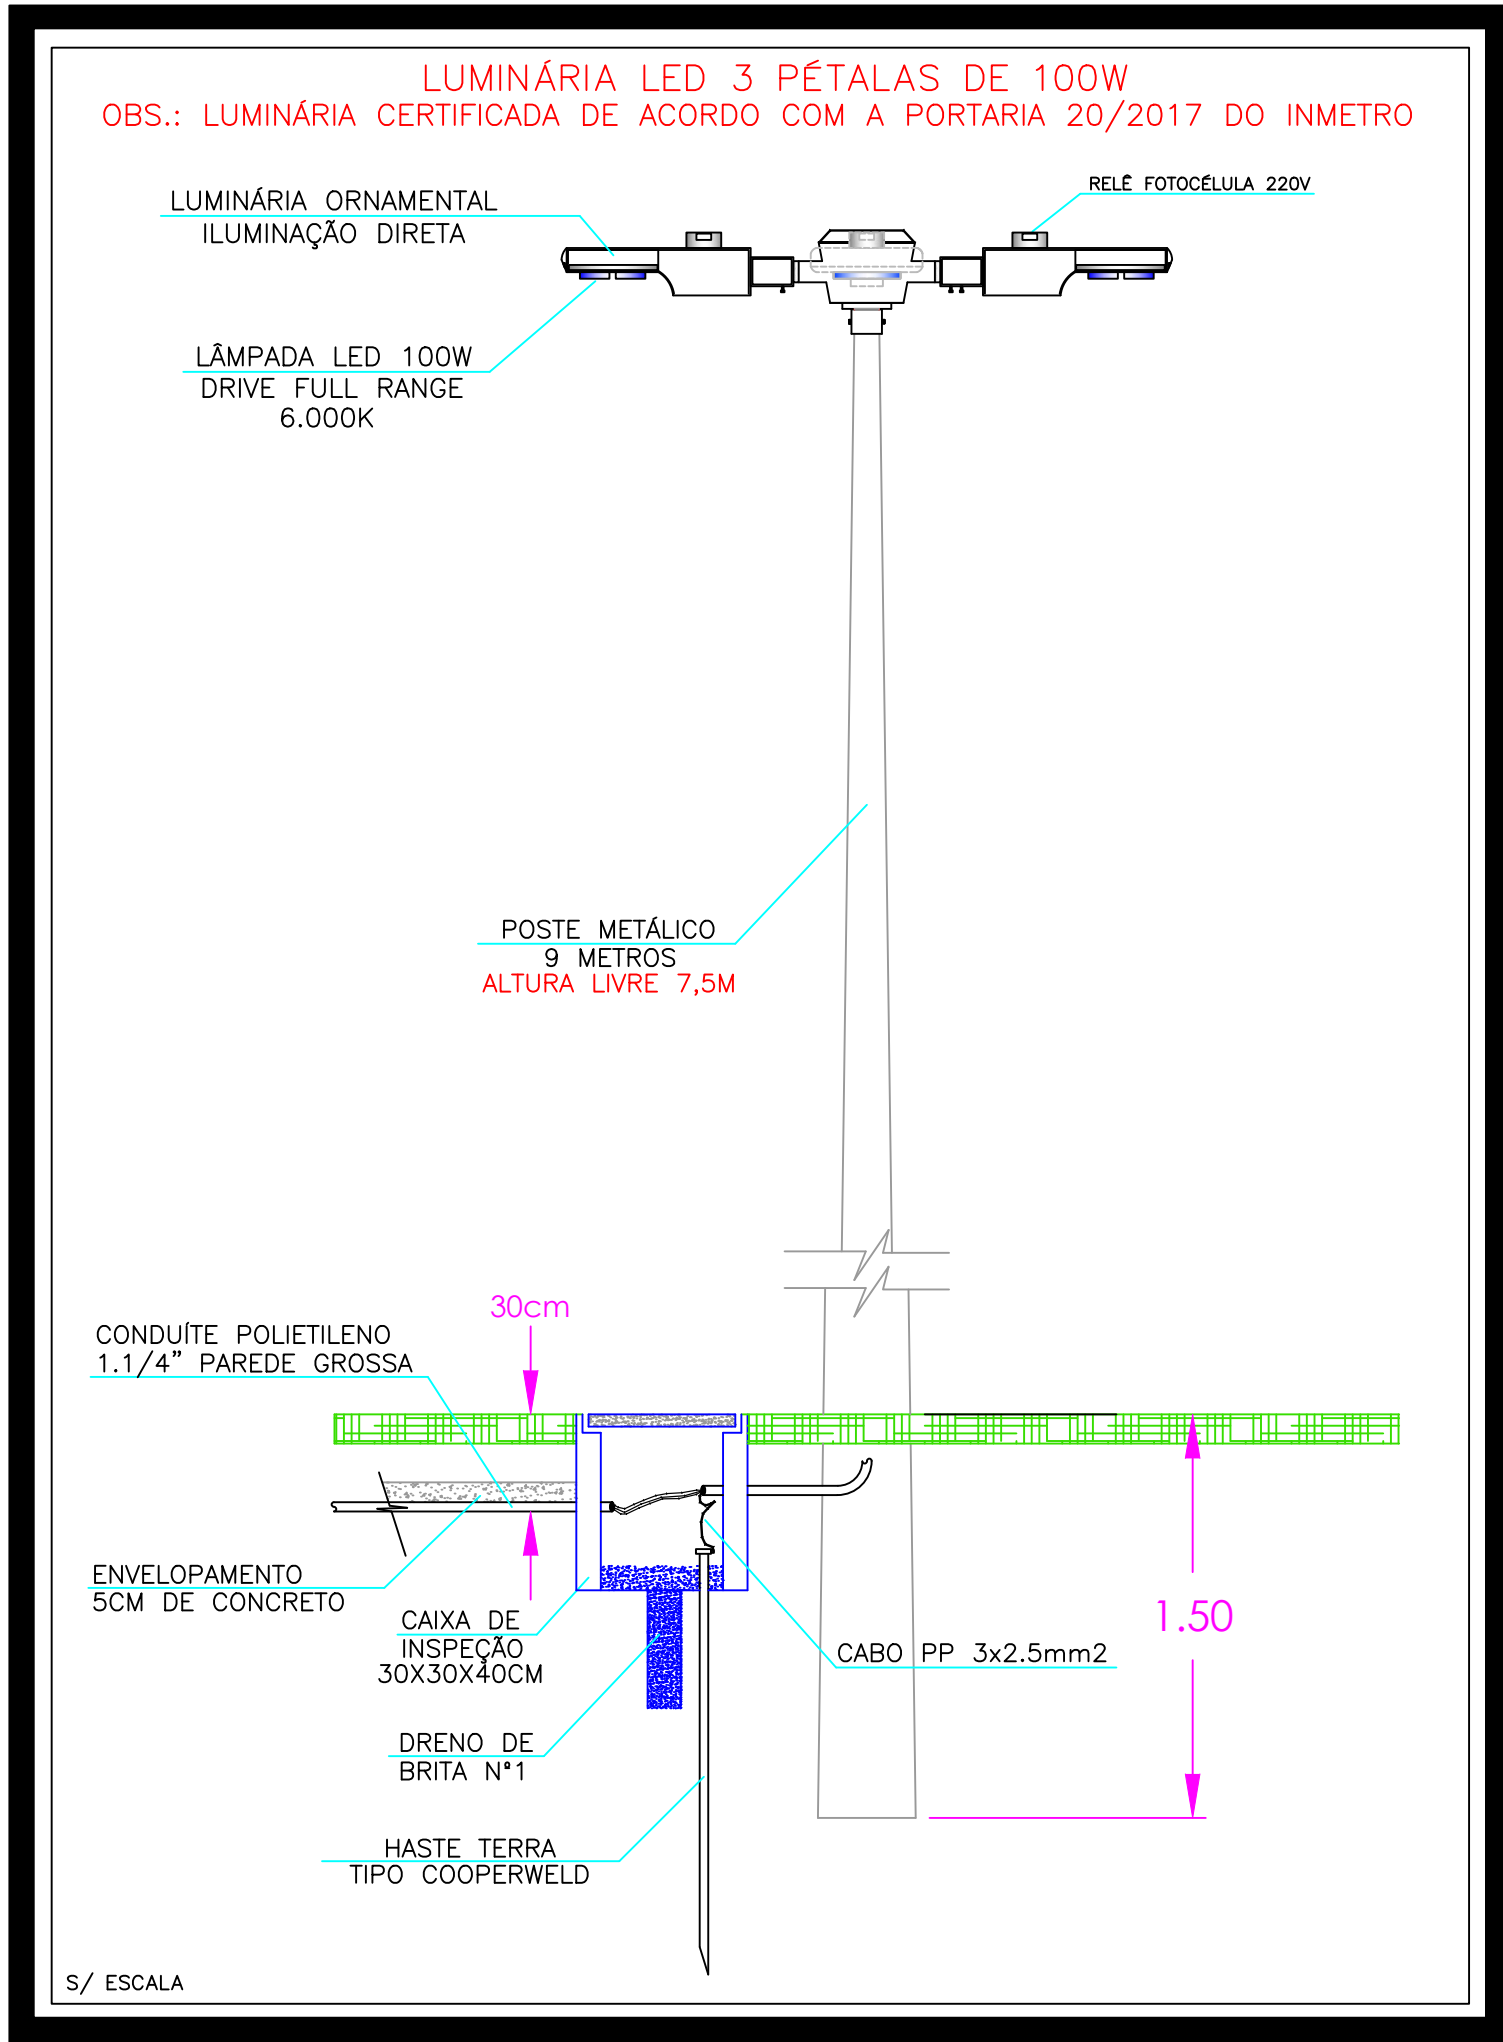 LUMINÁRIA LED 3 PÉTALAS DE 100W
OBS.: LUMINÁRIA CERTIFICADA DE ACORDO COM A PORTARIA 20/2017 DO INMETRO
RELÊ FOTOCÉLULA 220V
LUMINÁRIA ORNAMENTAL
ILUMINAÇÃO DIRETA
LÂMPADA LED 100W
DRIVE FULL RANGE
6.000K
POSTE METÁLICO
9 METROS
ALTURA LIVRE 7,5M
30cm
CONDUÍTE POLIETILENO
1.1/4" PAREDE GROSSA
ENVELOPAMENTO
5CM DE CONCRETO
CAIXA DE
INSPEÇÃO
30X30X40CM
1.50
CABO PP 3x2.5mm2
DRENO DE
BRITA Nº1
HASTE TERRA
TIPO COOPERWELD
S/ ESCALA